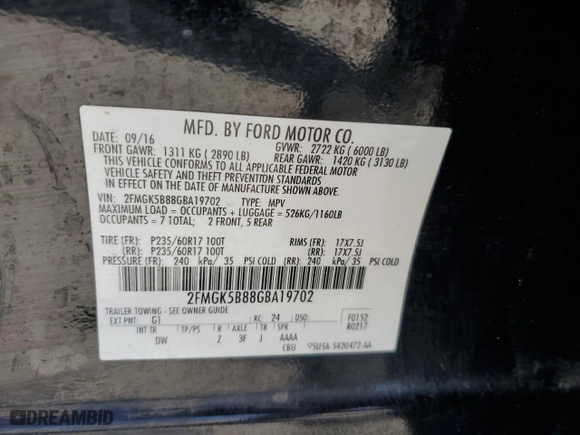 MFD. BY FORD MOTOR CO.
DATE: 09/16 GVWR: 2722 KG ( 6000 LB)
FRONT GAWR: 1311 KG ( 2890 LB) REAR GAWR: 1420 KG ( 3130 LB)
THIS VEHICLE CONFORMS TO ALL APPLICABLE FEDERAL MOTOR
VEHICLE SAFETY AND THEFT PREVENTION STANDARDS
IN EFFECT ON THE DATE OF MANUFACTURE SHOWN ABOVE.
VIN: 2FMGK5B88GBA19702 TYPE: MPV
MAXIMUM LOAD = OCCUPANTS + LUGGAGE = 526KG/1160LB
OCCUPANTS = 7 TOTAL; 2 FRONT, 5 REAR
TIRE (FR): P235/60R17 100T RIMS (FR) 17X7.5J
(RR): P235/60R17 100T (RR): 17X7.5J
PRESSURE (FR) 240 kPa/ 35 PSI COLD (RR) 240 kPa/ 35 PSI COLD
2FMGK5B88GBA19702
TRAILER TOWING - SEE OWNER GUIDE
EXT PNT: G1 RC: 24 DSO: F0152
INT TR TP/PS R AXLE TR SPR R0217
DW Z 3F J AAAA
CBU 5U5A-5420472-AA
DREAMBID